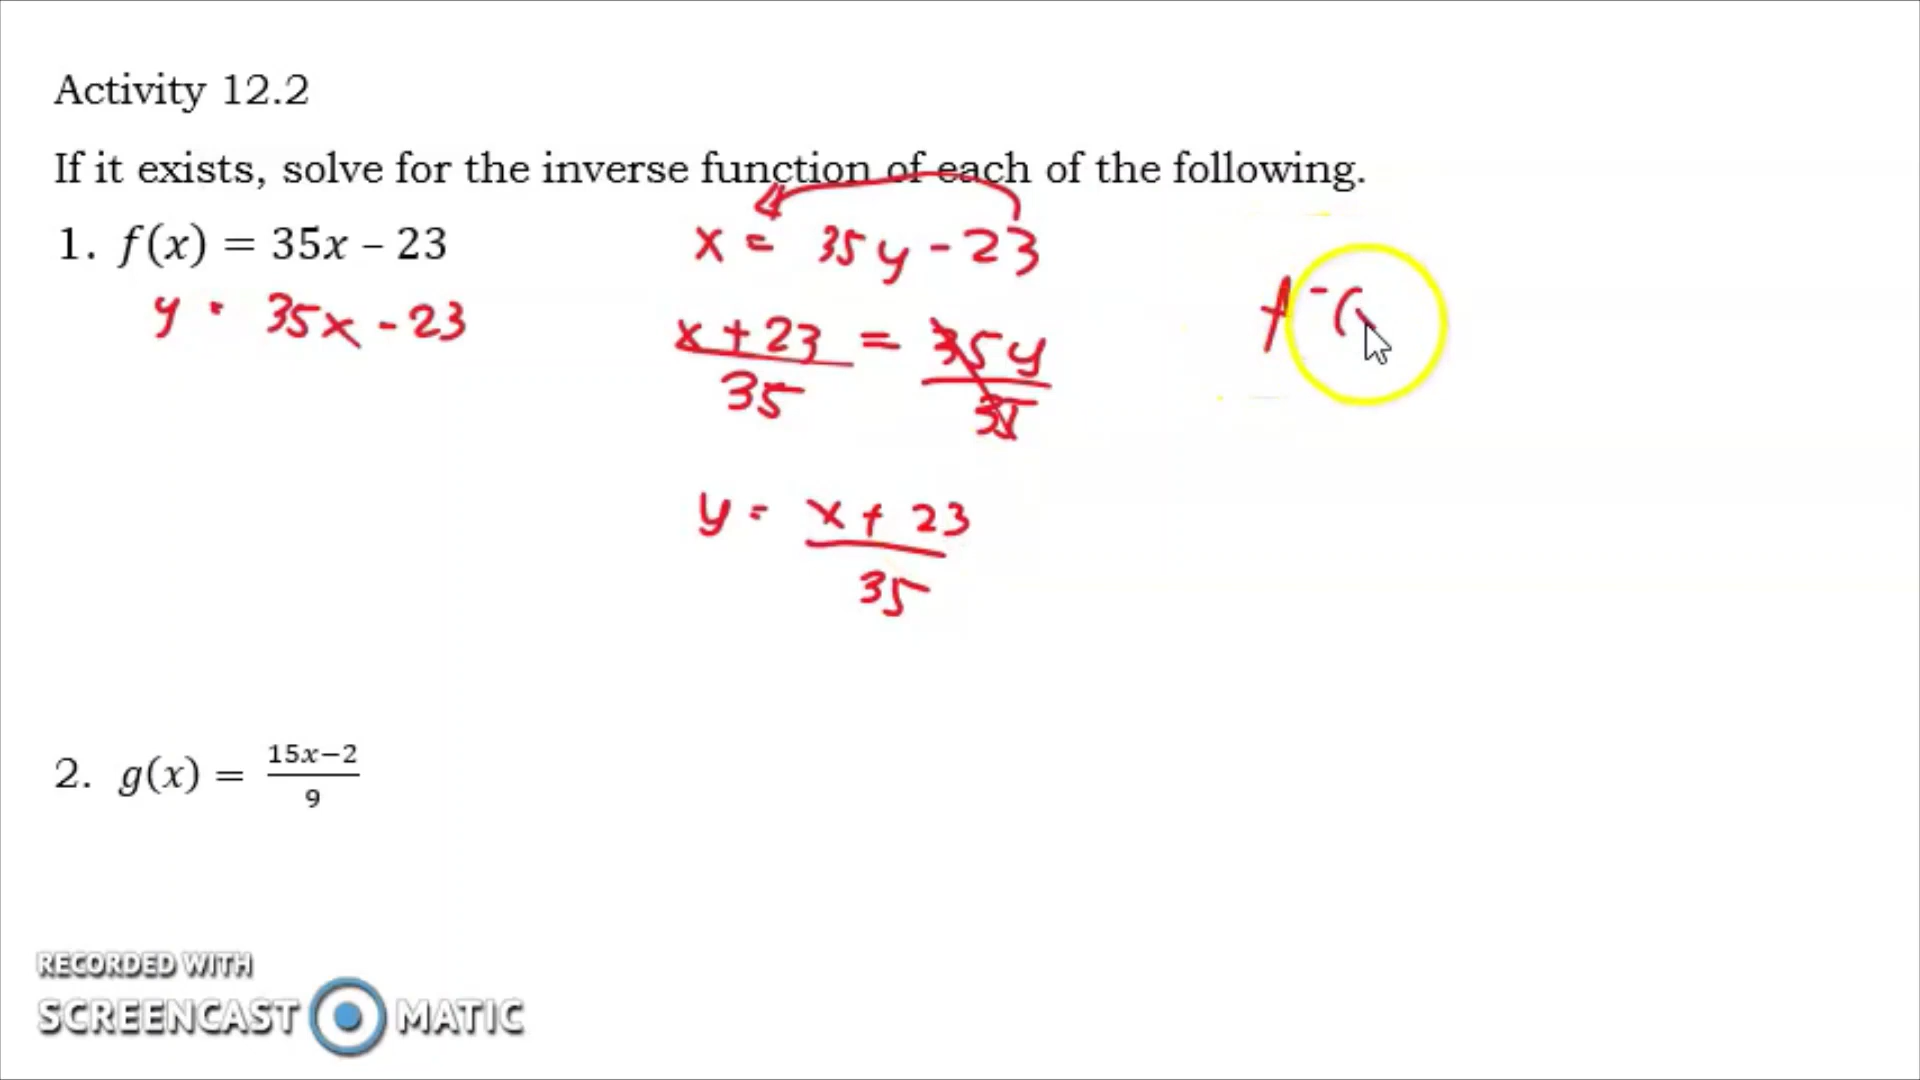 Activity 12.2
If it exists, solve for the inverse function of each of the following.
1. f(x) = 35x – 23
y = 35x - 23
x = 35y - 23
x + 23 = 35y
35 35
y = x + 23
35
f⁻(x
2. g(x) = 15x−2
9
RECORDED WITH
SCREENCAST MATIC